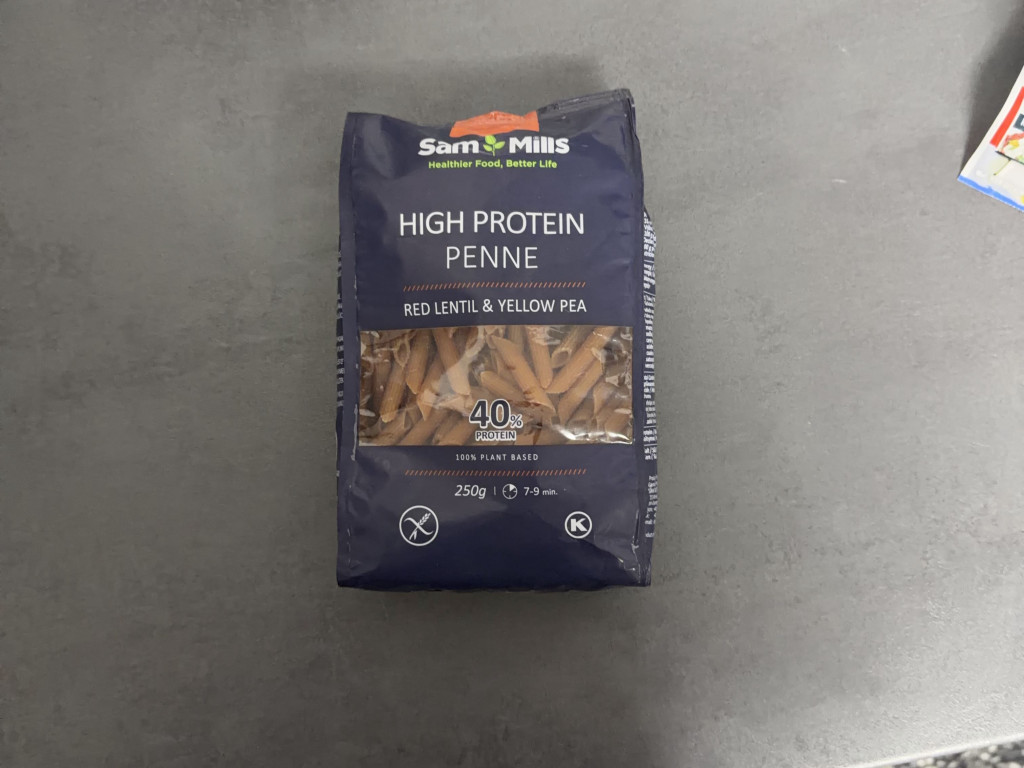 Sam Mills
Healthier Food, Better Life
HIGH PROTEIN
PENNE
RED LENTIL & YELLOW PEA
40%
PROTEIN
100% PLANT BASED
250g | 7-9 min.
K